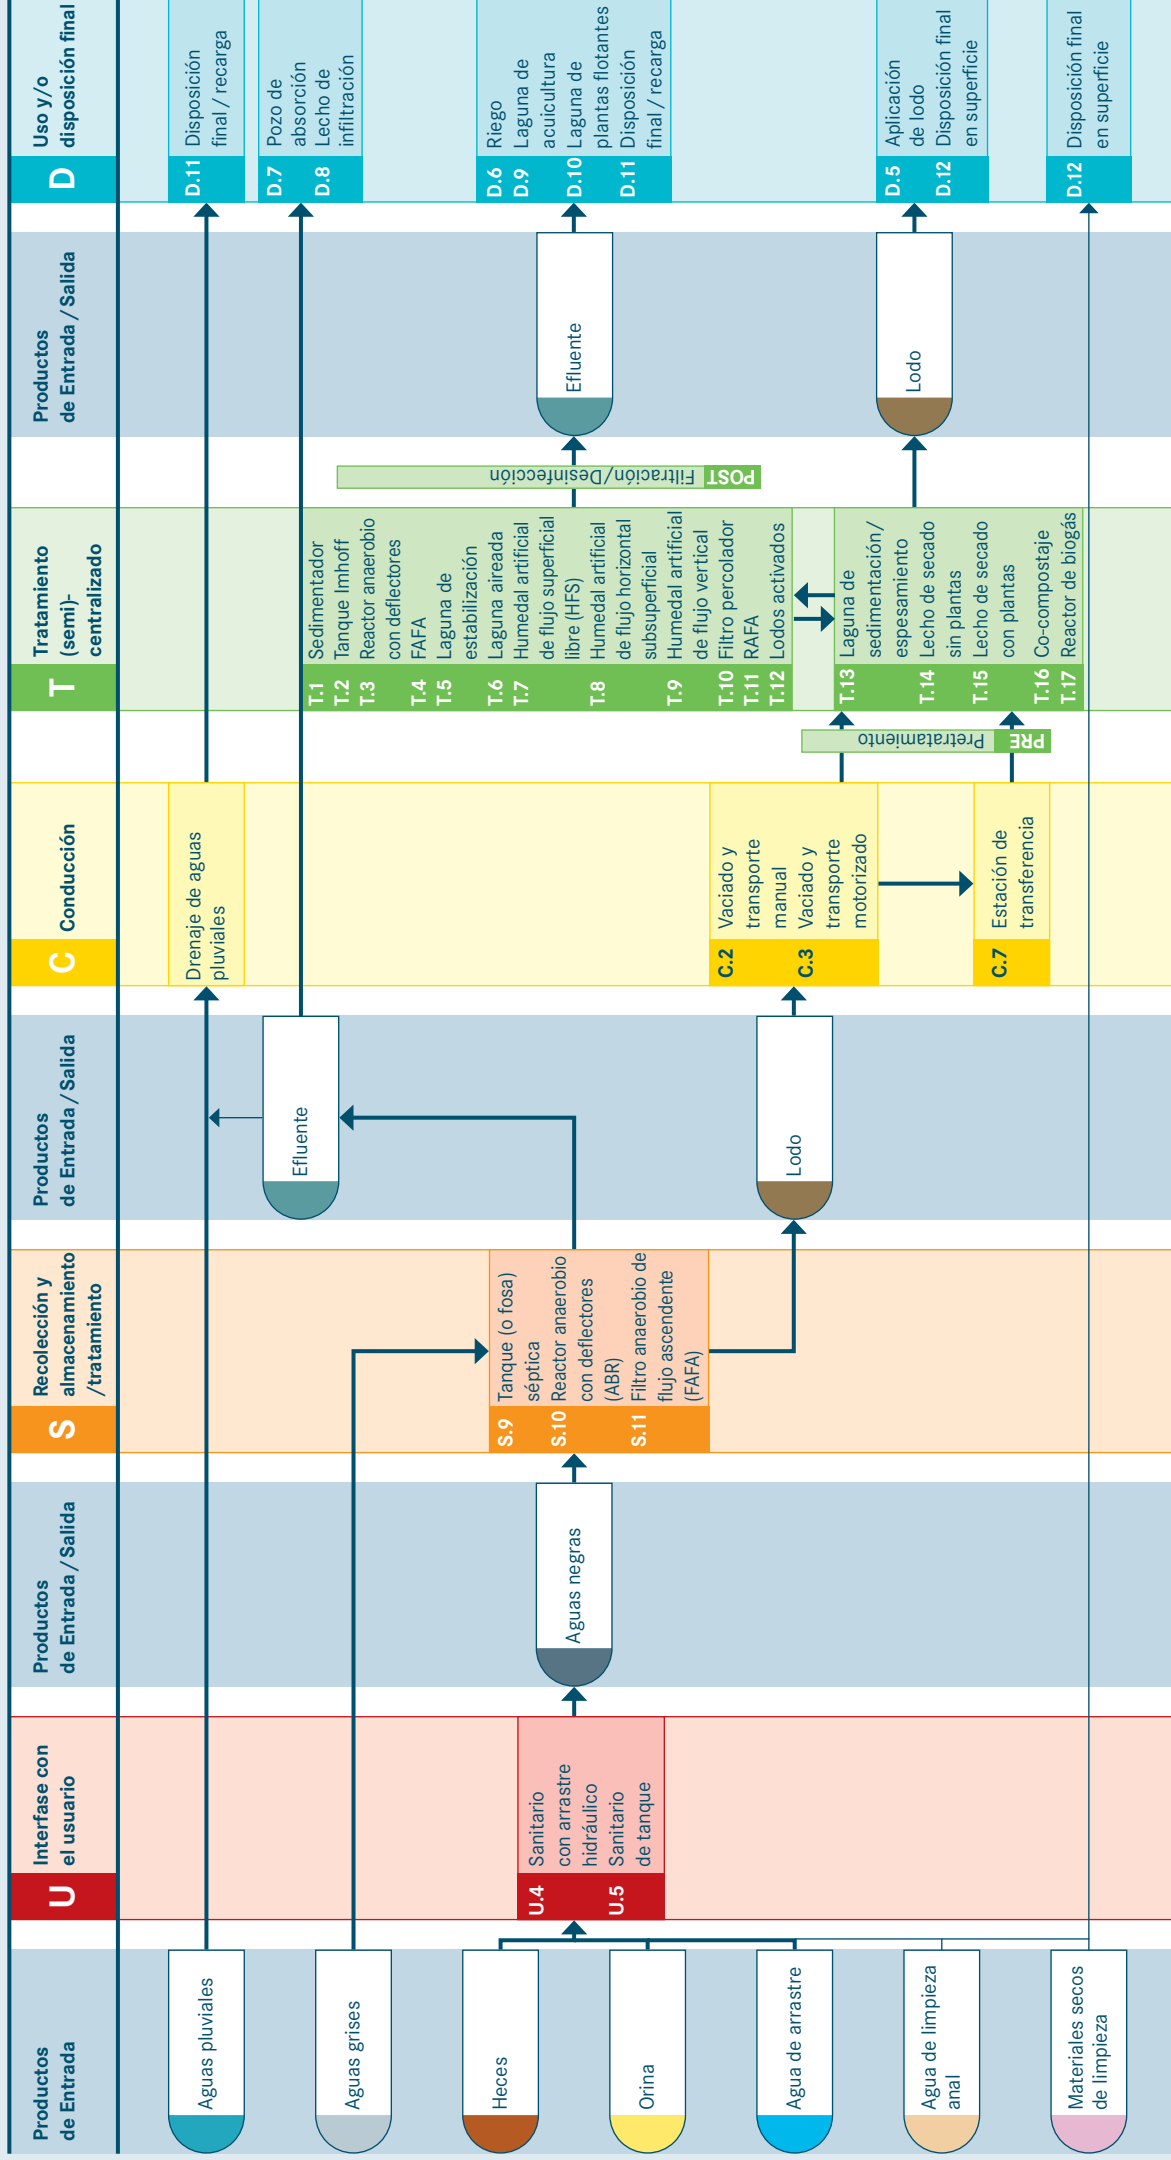 Productos
de Entrada
U
Interfase con
el usuario
Productos
de Entrada / Salida
S
Recolección y
almacenamiento
/tratamiento
Productos
de Entrada / Salida
C
Conducción
T
Tratamiento
(semi)-
centralizado
Productos
de Entrada / Salida
D
Uso y/o
disposición final
Aguas pluviales
Aguas grises
Heces
Orina
Agua de arrastre
Agua de limpieza
anal
Materiales secos
de limpieza
U.4 Sanitario
con arrastre
hidráulico
U.5 Sanitario
de tanque
Aguas negras
S.9 Tanque (o fosa)
séptica
S.10 Reactor anaerobio
con deflectores
(ABR)
S.11 Filtro anaerobio de
flujo ascendente
(FAFA)
Efluente
Lodo
Drenaje de aguas
pluviales
C.2 Vaciado y
transporte
manual
C.3 Vaciado y
transporte
motorizado
C.7 Estación de
transferencia
PRE Pretratamiento
T.1 Sedimentador
T.2 Tanque Imhoff
T.3 Reactor anaerobio
con deflectores
T.4 FAFA
T.5 Laguna de
estabilización
T.6 Laguna aireada
T.7 Humedal artificial
de flujo superficial
libre (HFS)
T.8 Humedal artificial
de flujo horizontal
subsuperficial
T.9 Humedal artificial
de flujo vertical
T.10 Filtro percolador
T.11 RAFA
T.12 Lodos activados
T.13 Laguna de
sedimentación/
espesamiento
T.14 Lecho de secado
sin plantas
T.15 Lecho de secado
con plantas
T.16 Co-compostaje
T.17 Reactor de biogás
POST Filtración/Desinfección
Efluente
Lodo
D.11 Disposición
final / recarga
D.7 Pozo de
absorción
D.8 Lecho de
infiltración
D.6 Riego
D.9 Laguna de
acuicultura
D.10 Laguna de
plantas flotantes
D.11 Disposición
final / recarga
D.5 Aplicación
de lodo
D.12 Disposición final
en superficie
D.12 Disposición final
en superficie